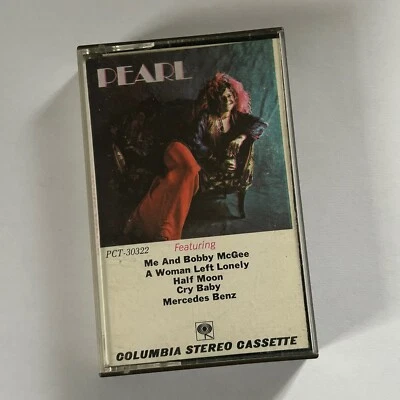 PEARL
PCT-30322
Featuring
Me And Bobby McGee
A Woman Left Lonely
Half Moon
Cry Baby
Mercedes Benz
COLUMBIA STEREO CASSETTE